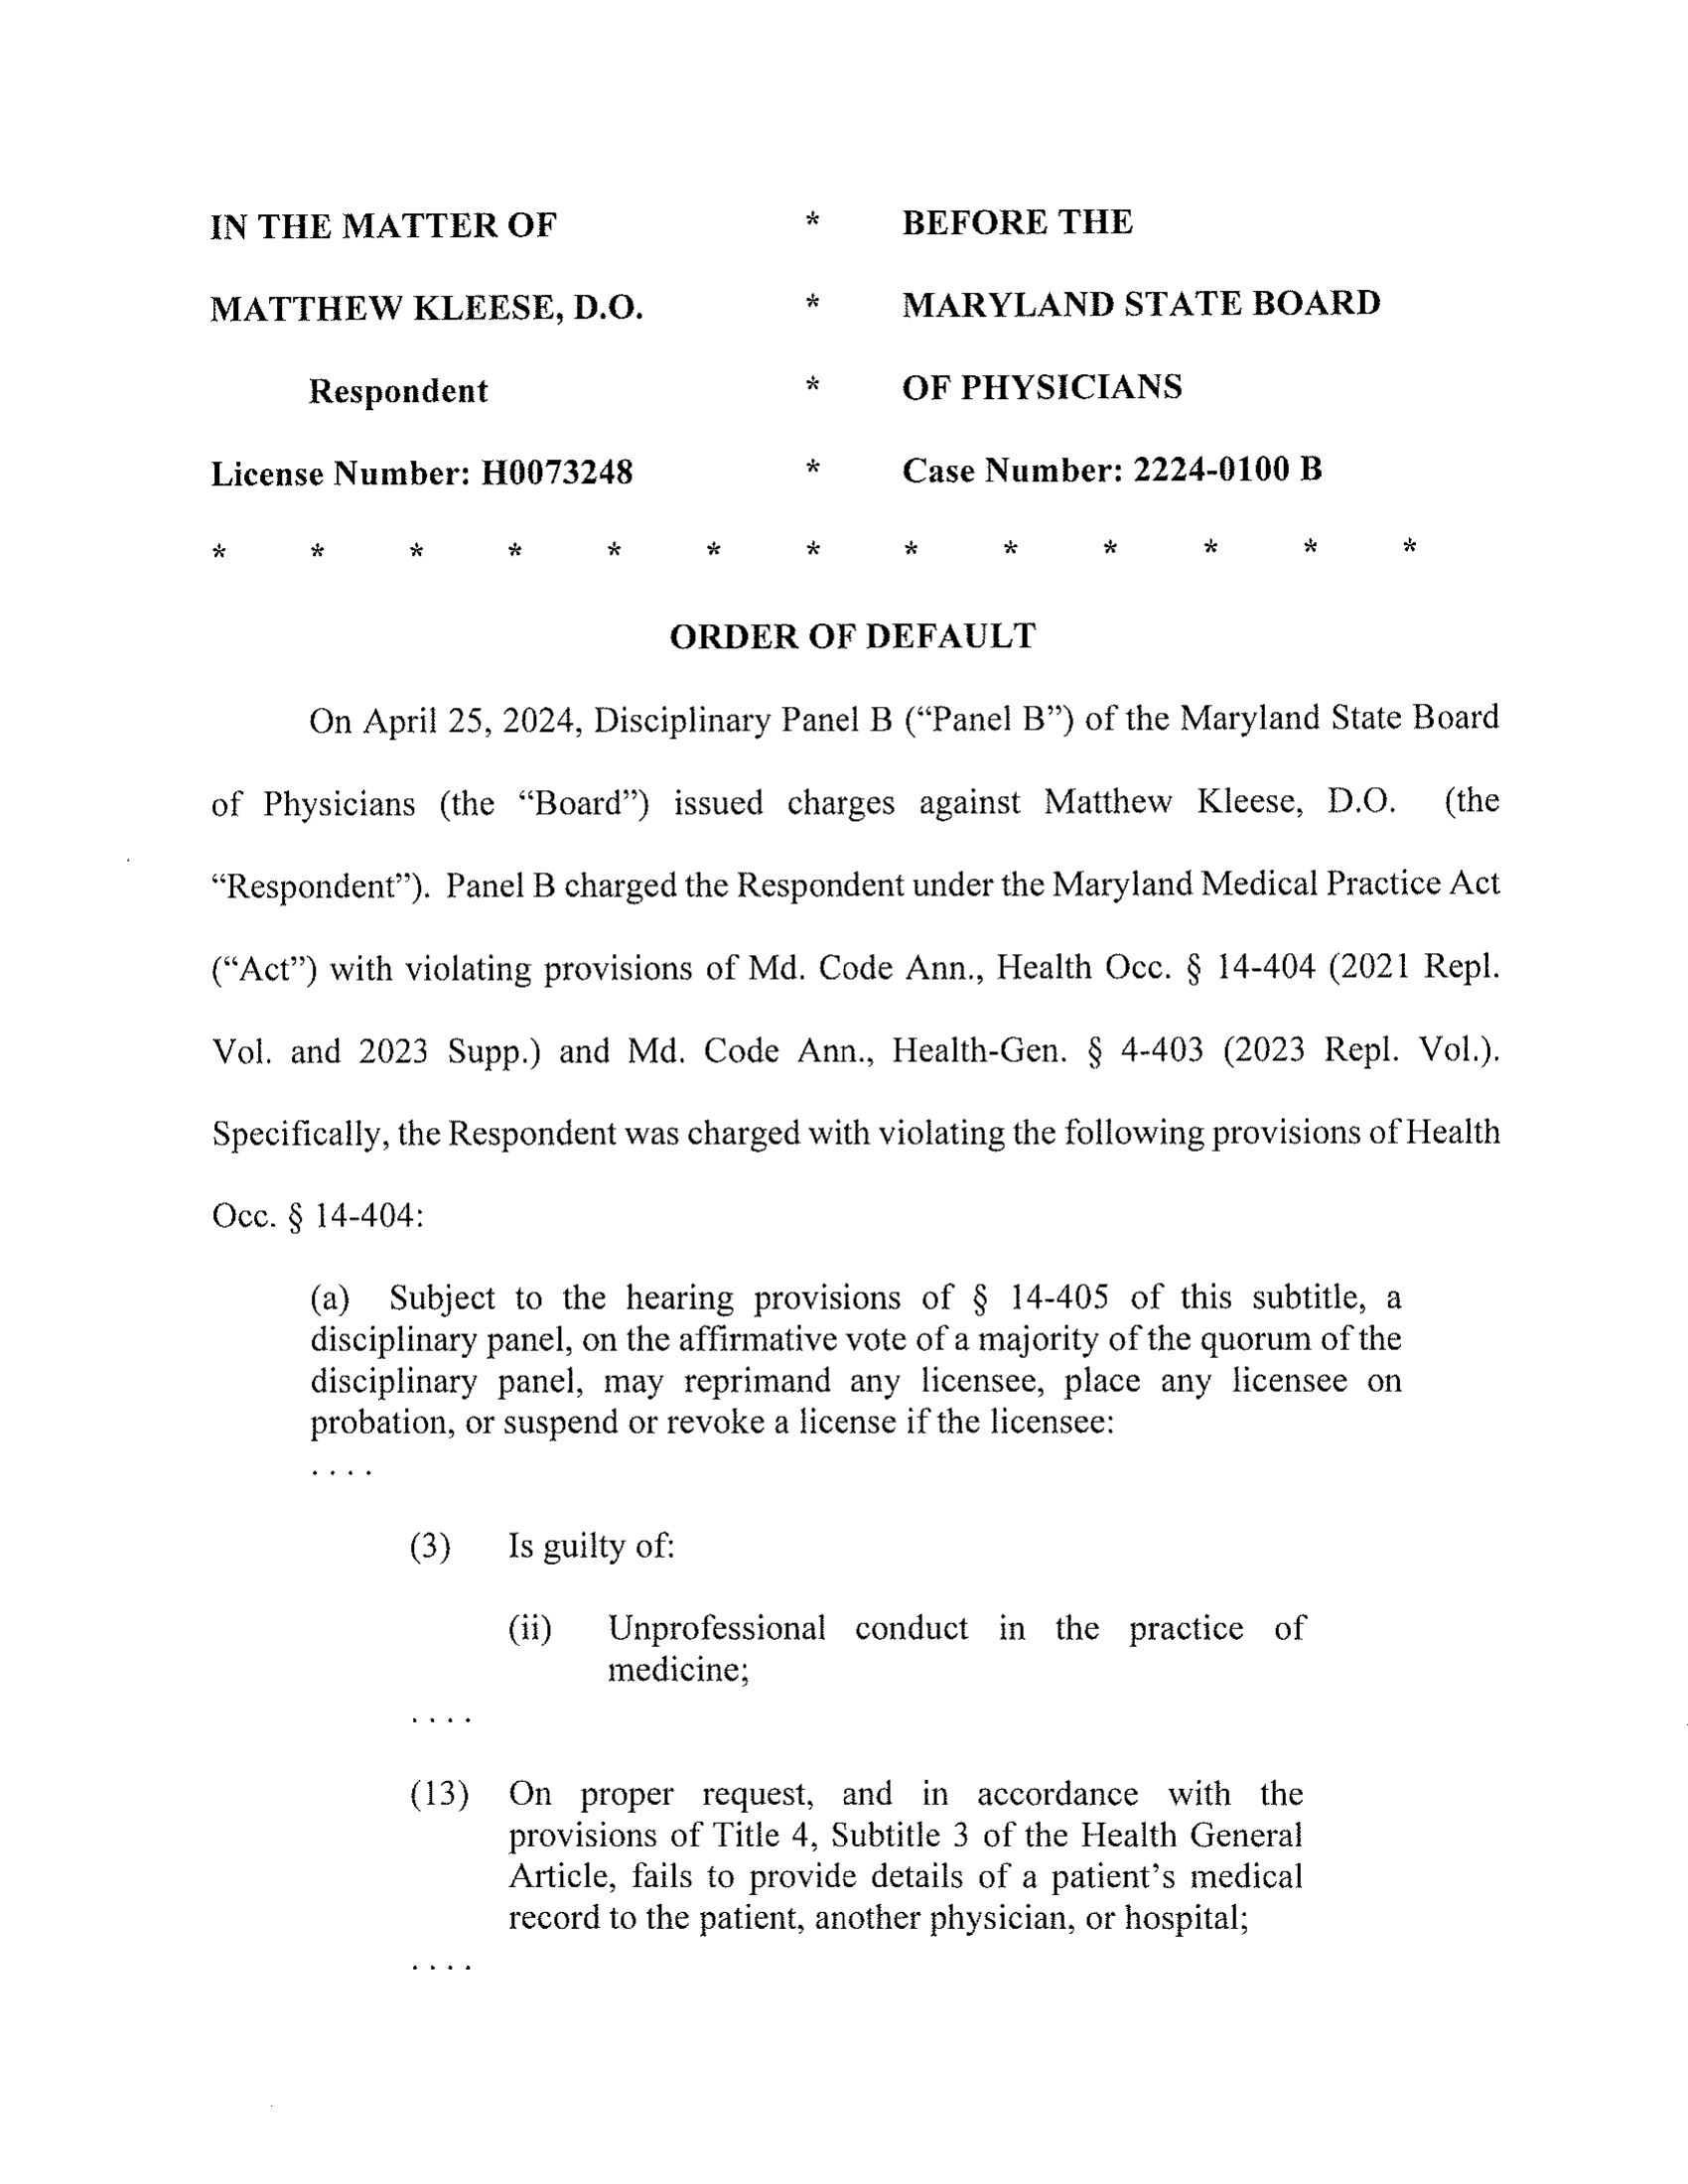 IN THE MATTER OF * BEFORE THE
MATTHEW KLEESE, D.O. * MARYLAND STATE BOARD
Respondent * OF PHYSICIANS
License Number: H0073248 * Case Number: 2224-0100 B
* * * * * * * * * * * * *
ORDER OF DEFAULT
On April 25, 2024, Disciplinary Panel B (“Panel B”) of the Maryland State Board
of Physicians (the “Board”) issued charges against Matthew Kleese, D.O. (the
“Respondent”). Panel B charged the Respondent under the Maryland Medical Practice Act
(“Act”) with violating provisions of Md. Code Ann., Health Occ. § 14-404 (2021 Repl.
Vol. and 2023 Supp.) and Md. Code Ann., Health-Gen. § 4-403 (2023 Repl. Vol.).
Specifically, the Respondent was charged with violating the following provisions of Health
Occ. § 14-404:
(a) Subject to the hearing provisions of § 14-405 of this subtitle, a
disciplinary panel, on the affirmative vote of a majority of the quorum of the
disciplinary panel, may reprimand any licensee, place any licensee on
probation, or suspend or revoke a license if the licensee:
. . . .
(3) Is guilty of:
(ii) Unprofessional conduct in the practice of
medicine;
. . . .
(13) On proper request, and in accordance with the
provisions of Title 4, Subtitle 3 of the Health General
Article, fails to provide details of a patient’s medical
record to the patient, another physician, or hospital;
. . . .